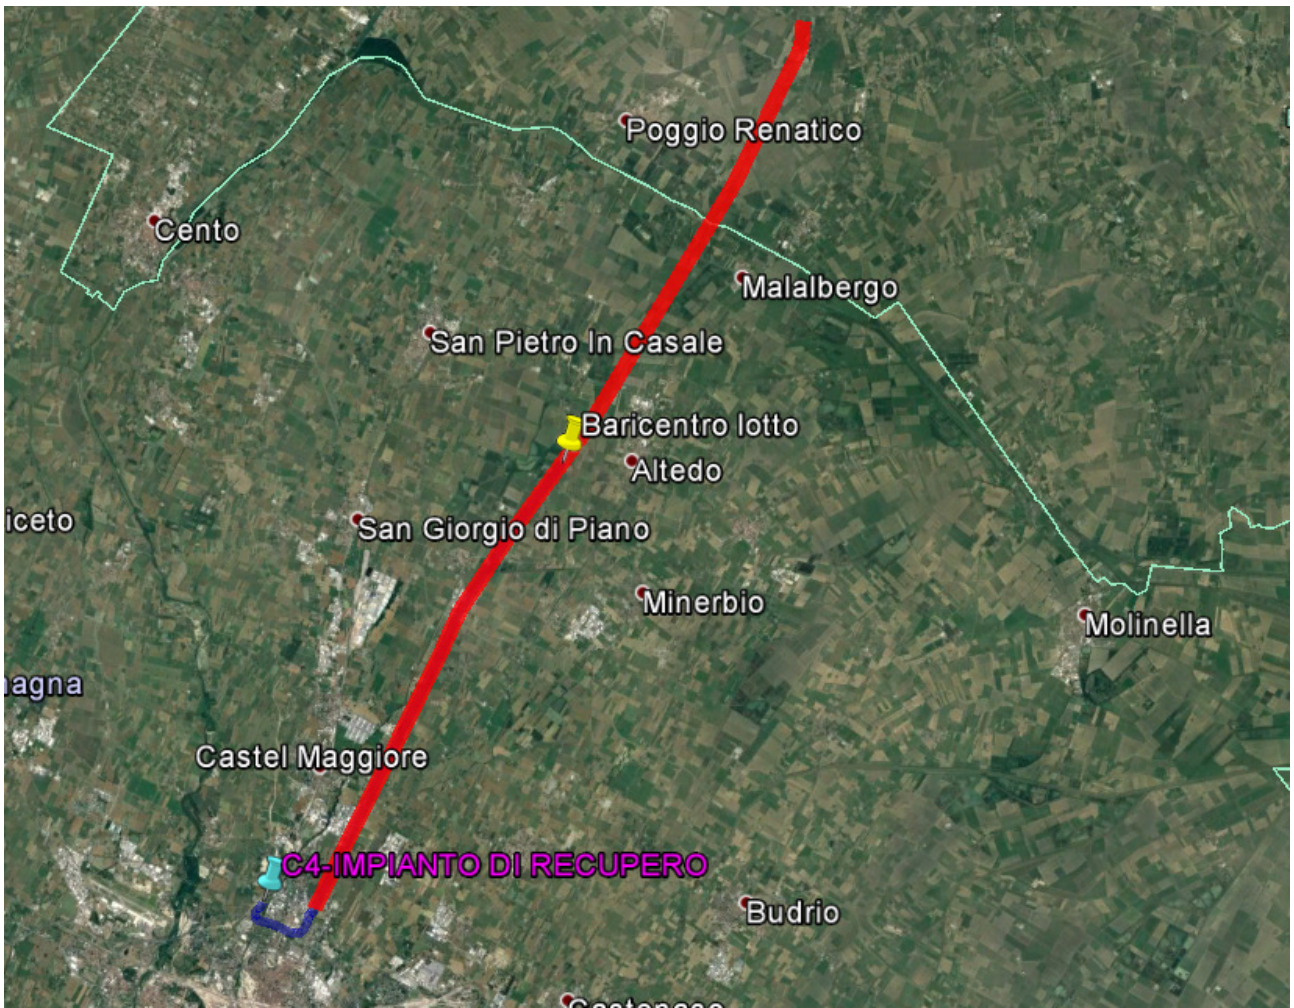 Poggio Renatico
Cento
Malalbergo
San Pietro In Casale
Baricentro lotto
Altedo
iceto
San Giorgio di Piano
Minerbio
Molinella
nagna
Castel Maggiore
C4-IMPIANTO DI RECUPERO
Budrio